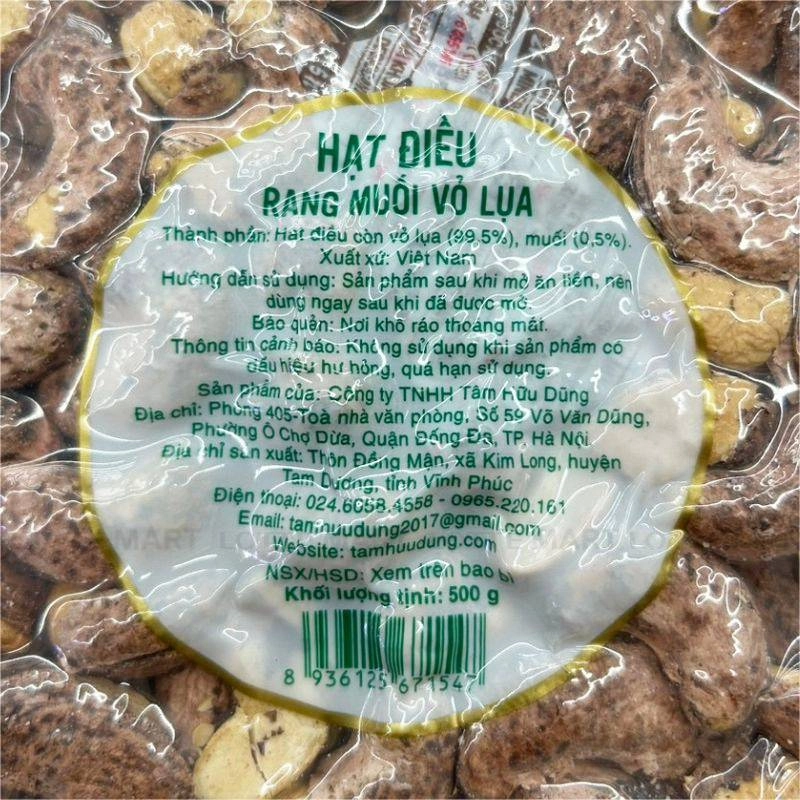 HẠT ĐIỀU
RANG MUỐI VỎ LỤA
Thành phần: Hạt điều còn vỏ lụa (99,5%), muối (0,5%).
Xuất xứ: Việt Nam
Hướng dẫn sử dụng: Sản phẩm sau khi mở ăn liền, nên
dùng ngay sau khi đã được mở.
Bảo quản: Nơi khô ráo thoáng mát.
Thông tin cảnh báo: Không sử dụng khi sản phẩm có
dấu hiệu hư hỏng, quá hạn sử dụng.
Sản phẩm của: Công ty TNHH Tâm Hữu Dũng
Địa chỉ: Phòng 405-Toà nhà văn phòng, Số 59 Võ Văn Dũng,
Phường Ô Chợ Dừa, Quận Đống Đa, TP. Hà Nội.
Địa chỉ sản xuất: Thôn Đồng Mận, xã Kim Long, huyện
Tam Dương, tỉnh Vĩnh Phúc
Điện thoại: 024.6058.4558 - 0965.220.161
Email: tamhuudung2017@gmail.com
MART
Website: tamhuudung.com
NSX/HSD: Xem trên bao bì
Khối lượng tịnh: 500 g
8 936125 671547